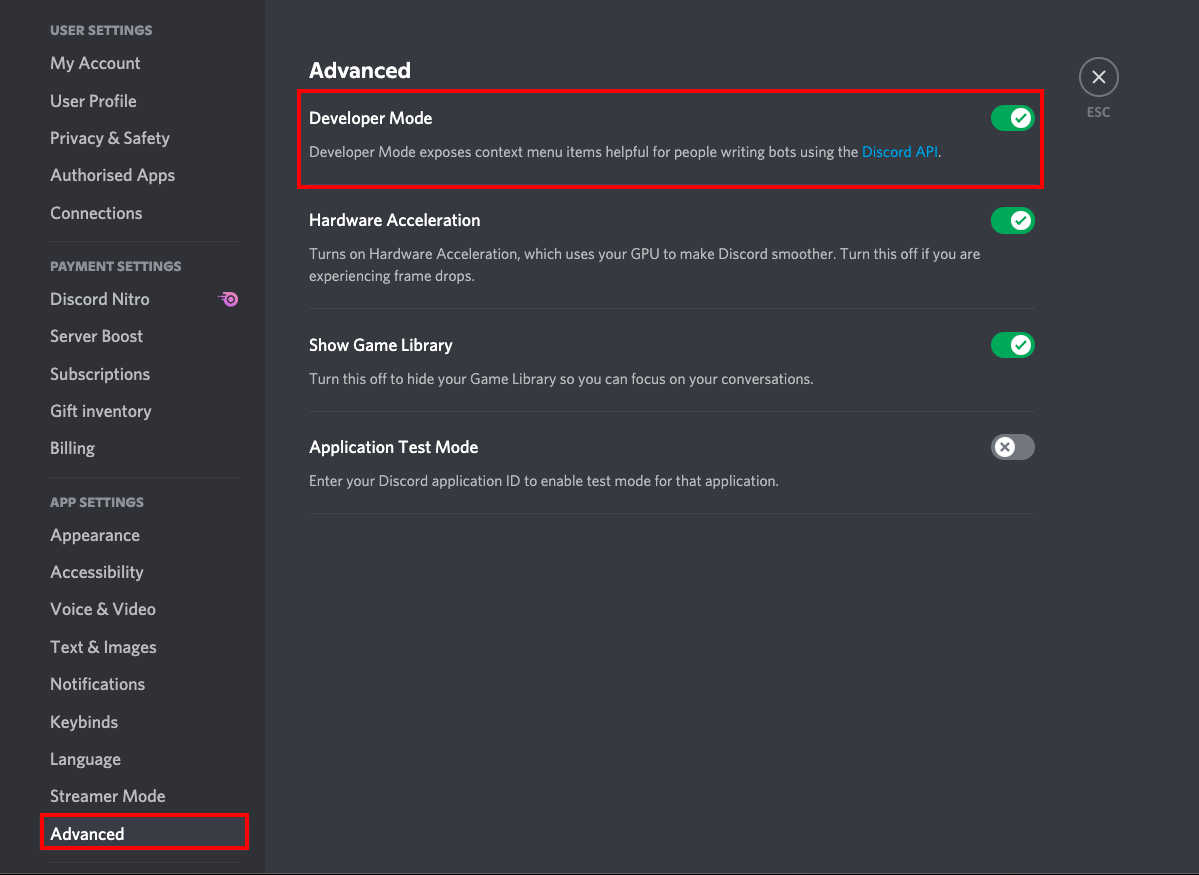 USER SETTINGS
My Account
User Profile
Privacy & Safety
Authorised Apps
Connections
PAYMENT SETTINGS
Discord Nitro
Server Boost
Subscriptions
Gift inventory
Billing
APP SETTINGS
Appearance
Accessibility
Voice & Video
Text & Images
Notifications
Keybinds
Language
Streamer Mode
Advanced
Advanced
Developer Mode
Developer Mode exposes context menu items helpful for people writing bots using the Discord API.
Hardware Acceleration
Turns on Hardware Acceleration, which uses your GPU to make Discord smoother. Turn this off if you are
experiencing frame drops.
Show Game Library
Turn this off to hide your Game Library so you can focus on your conversations.
Application Test Mode
Enter your Discord application ID to enable test mode for that application.
ESC